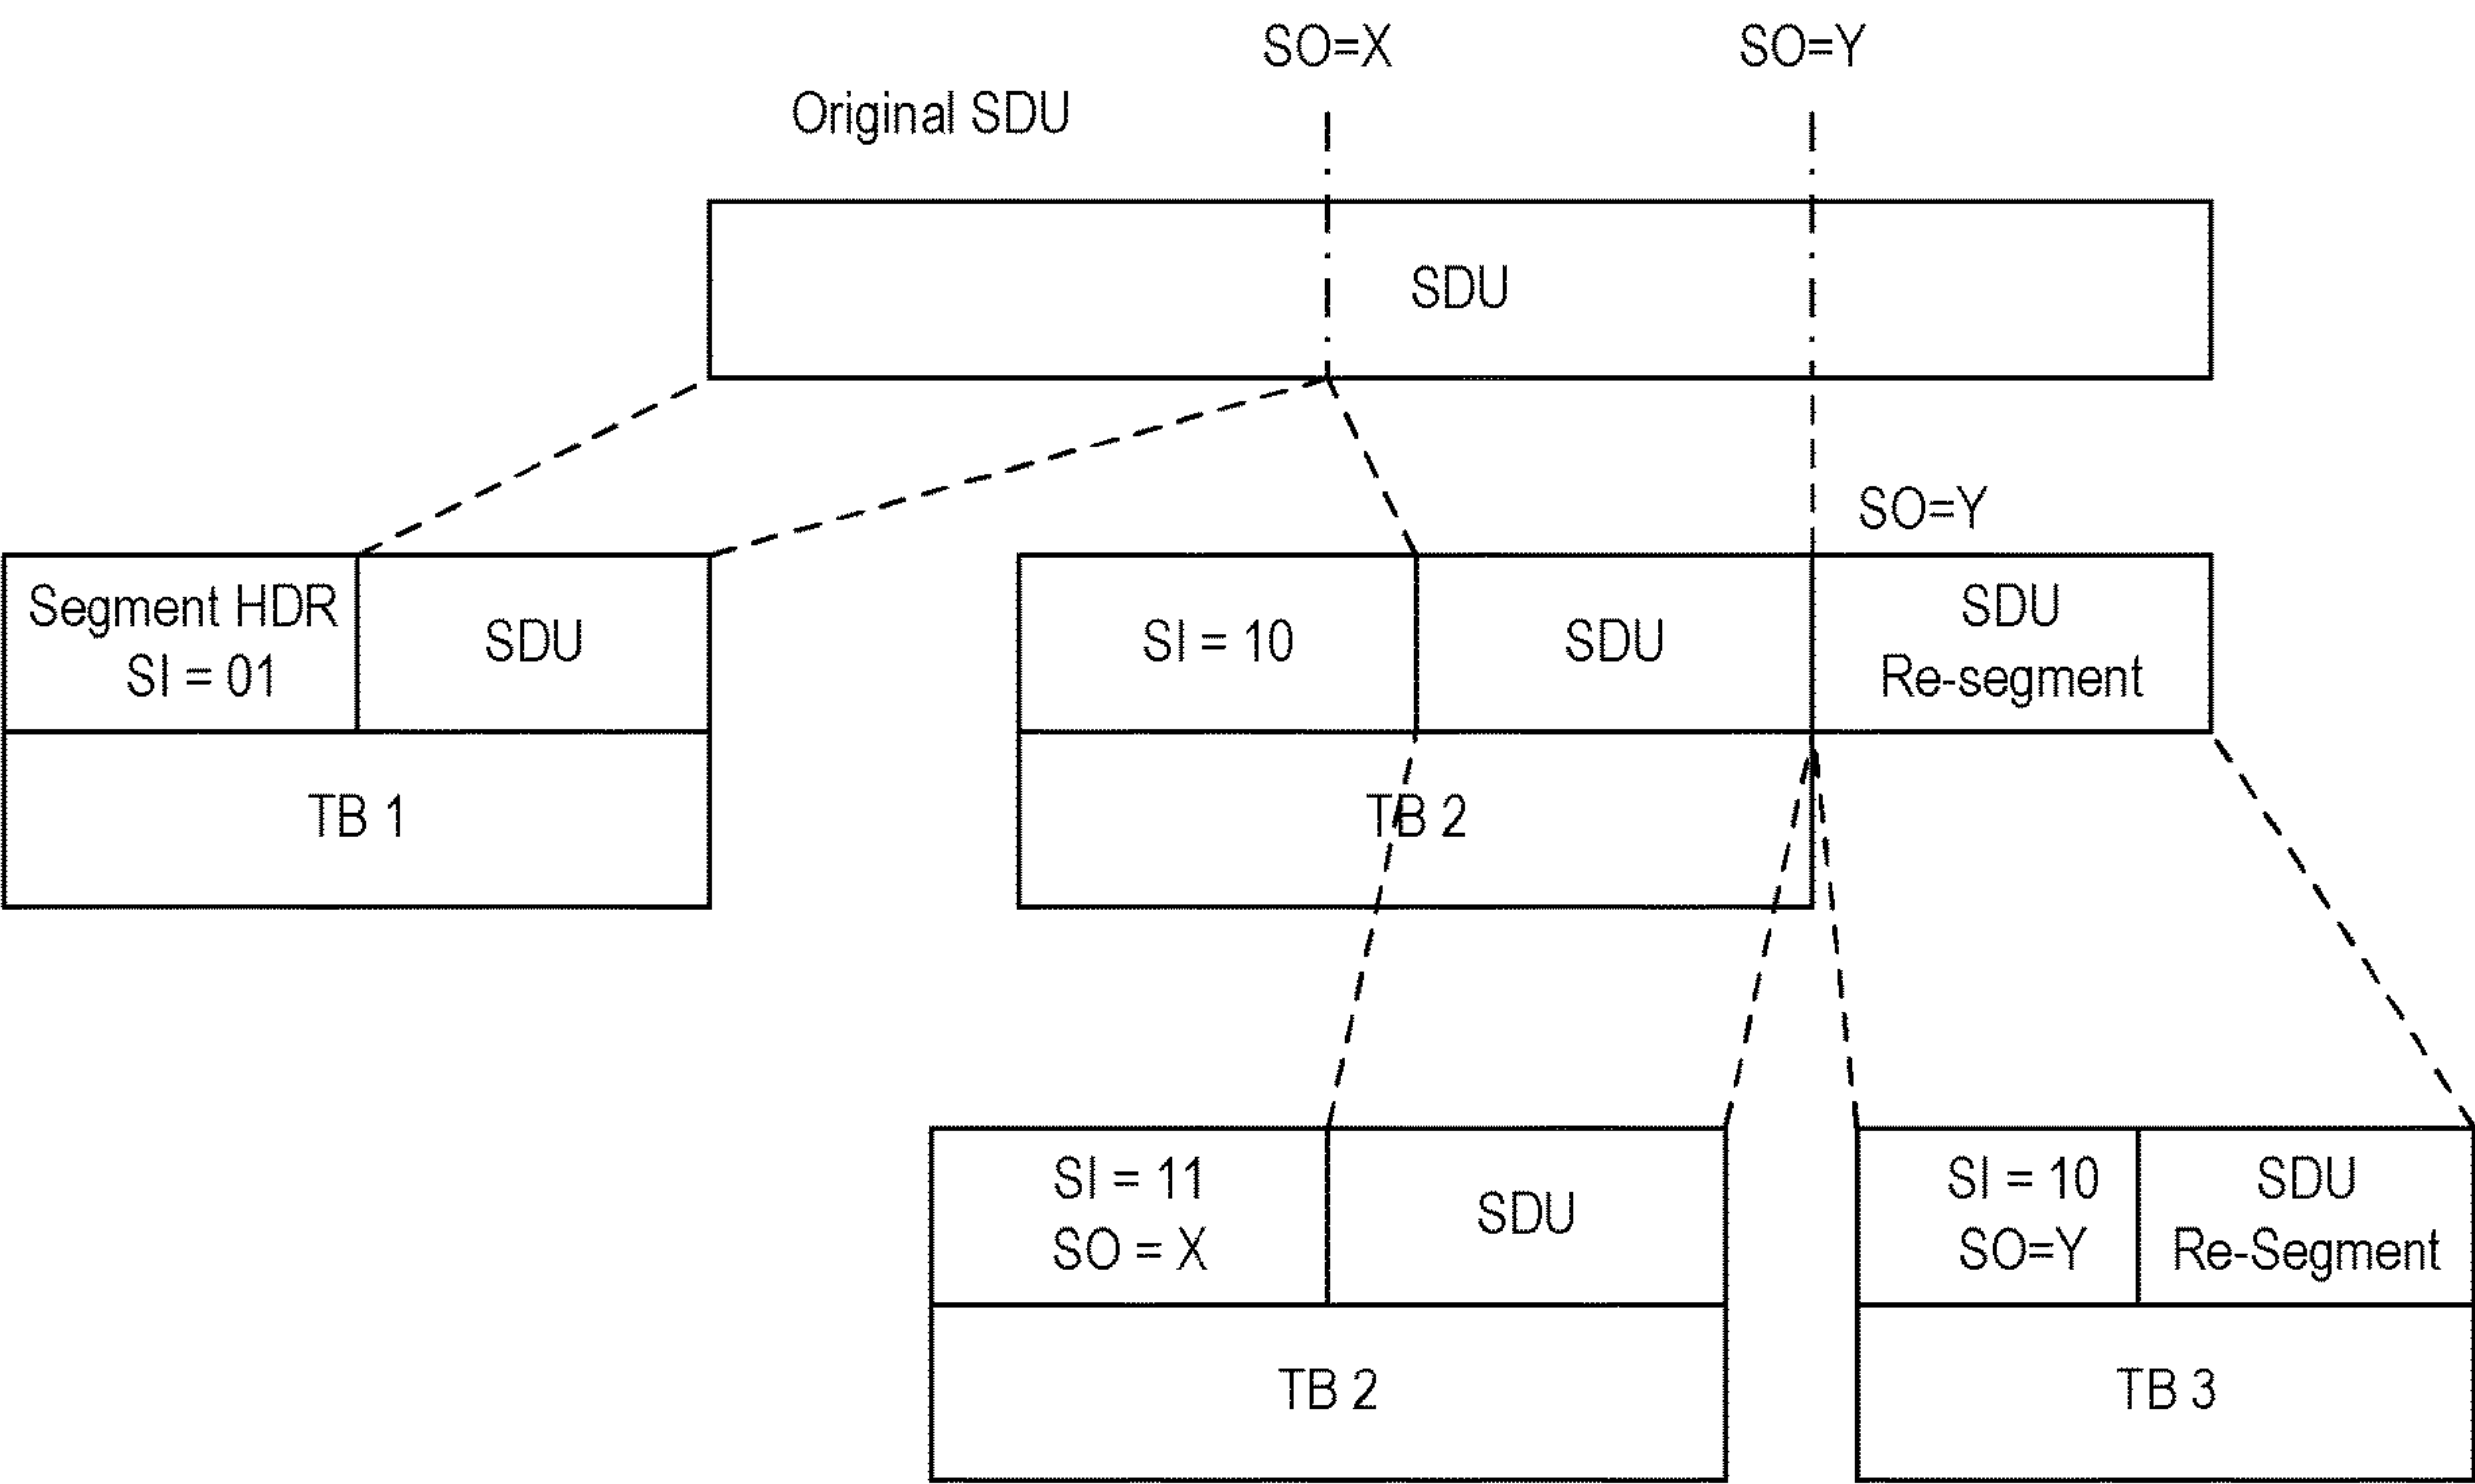 SO=X
SO=Y
Original SDU
SDU
SO=Y
Segment HDR
SI = 01
SDU
SI = 10
SDU
SDU
Re-segment
TB 1
TB 2
SI = 11
SO = X
SDU
SI = 10
SO=Y
SDU
Re-Segment
TB 2
TB 3